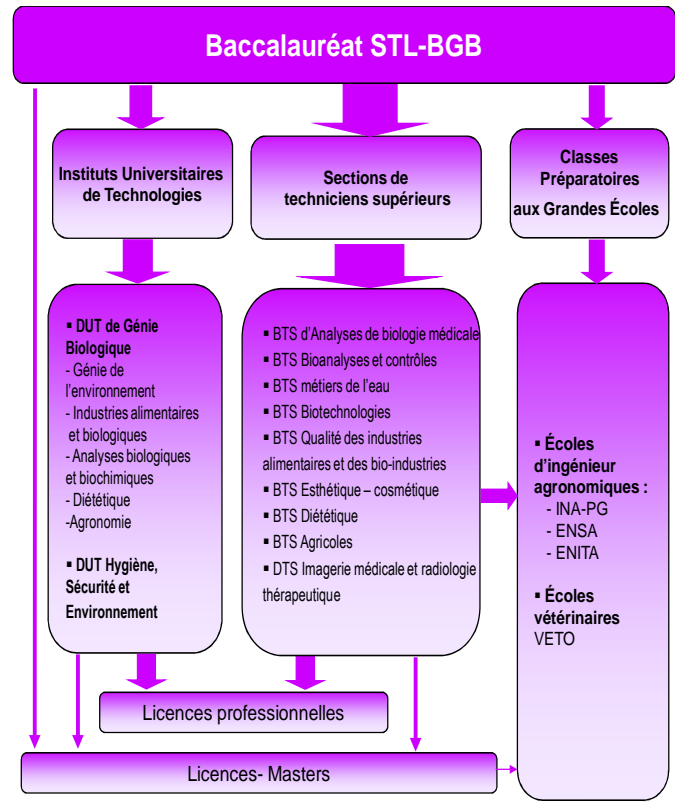 Baccalauréat STL-BGB
Instituts Universitaires
de Technologies
Sections de
techniciens supérieurs
Classes
Préparatoires
aux Grandes Écoles
▪ DUT de Génie
Biologique
- Génie de
l'environnement
- Industries alimentaires
et biologiques
- Analyses biologiques
et biochimiques
- Diététique
-Agronomie
▪ DUT Hygiène,
Sécurité et
Environnement
▪ BTS d'Analyses de biologie médicale
▪ BTS Bioanalyses et contrôles
▪ BTS métiers de l'eau
▪ BTS Biotechnologies
▪ BTS Qualité des industries
alimentaires et des bio-industries
▪ BTS Esthétique – cosmétique
▪ BTS Diététique
▪ BTS Agricoles
▪ DTS Imagerie médicale et radiologie
thérapeutique
▪ Écoles
d'ingénieur
agronomiques :
- INA-PG
- ENSA
- ENITA
▪ Écoles
vétérinaires
VETO
Licences professionnelles
Licences- Masters